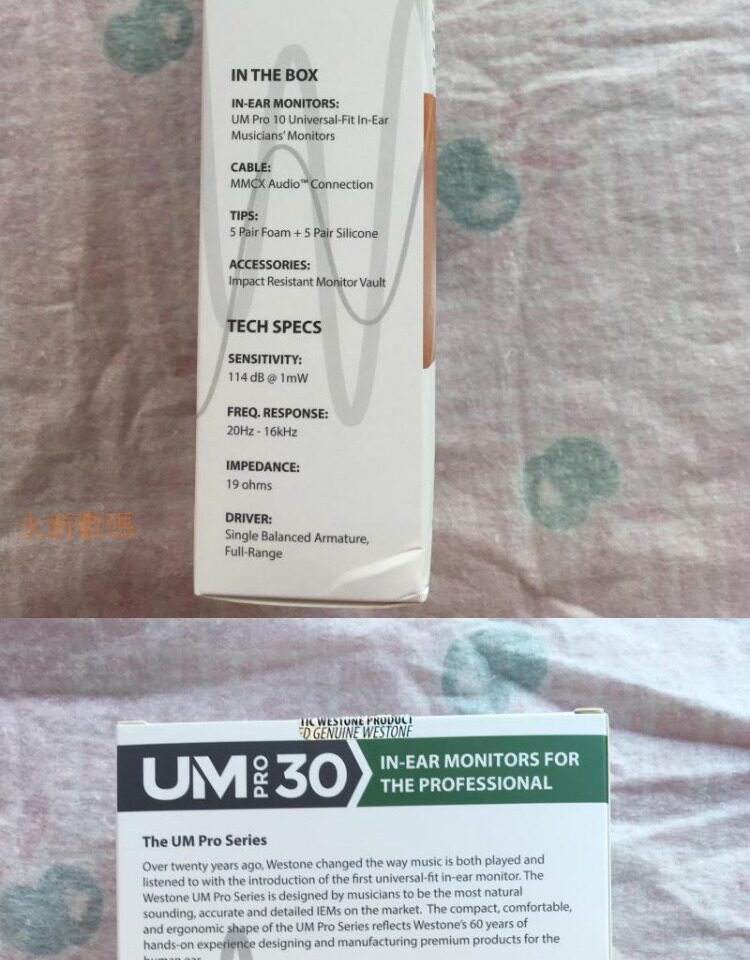 IN THE BOX
IN-EAR MONITORS:
UM Pro 10 Universal-Fit In-Ear
Musicians' Monitors
CABLE:
MMCX Audio™ Connection
TIPS:
5 Pair Foam + 5 Pair Silicone
ACCESSORIES:
Impact Resistant Monitor Vault
TECH SPECS
SENSITIVITY:
114 dB @ 1mW
FREQ. RESPONSE:
20Hz - 16kHz
IMPEDANCE:
19 ohms
DRIVER:
Single Balanced Armature,
Full-Range
TIC WESTONE PRODUCT
D GENUINE WESTONE
UM PRO 30
IN-EAR MONITORS FOR
THE PROFESSIONAL
The UM Pro Series
Over twenty years ago, Westone changed the way music is both played and
listened to with the introduction of the first universal-fit in-ear monitor. The
Westone UM Pro Series is designed by musicians to be the most natural
sounding, accurate and detailed IEMs on the market. The compact, comfortable,
and ergonomic shape of the UM Pro Series reflects Westone's 60 years of
hands-on experience designing and manufacturing premium products for the
human ear.